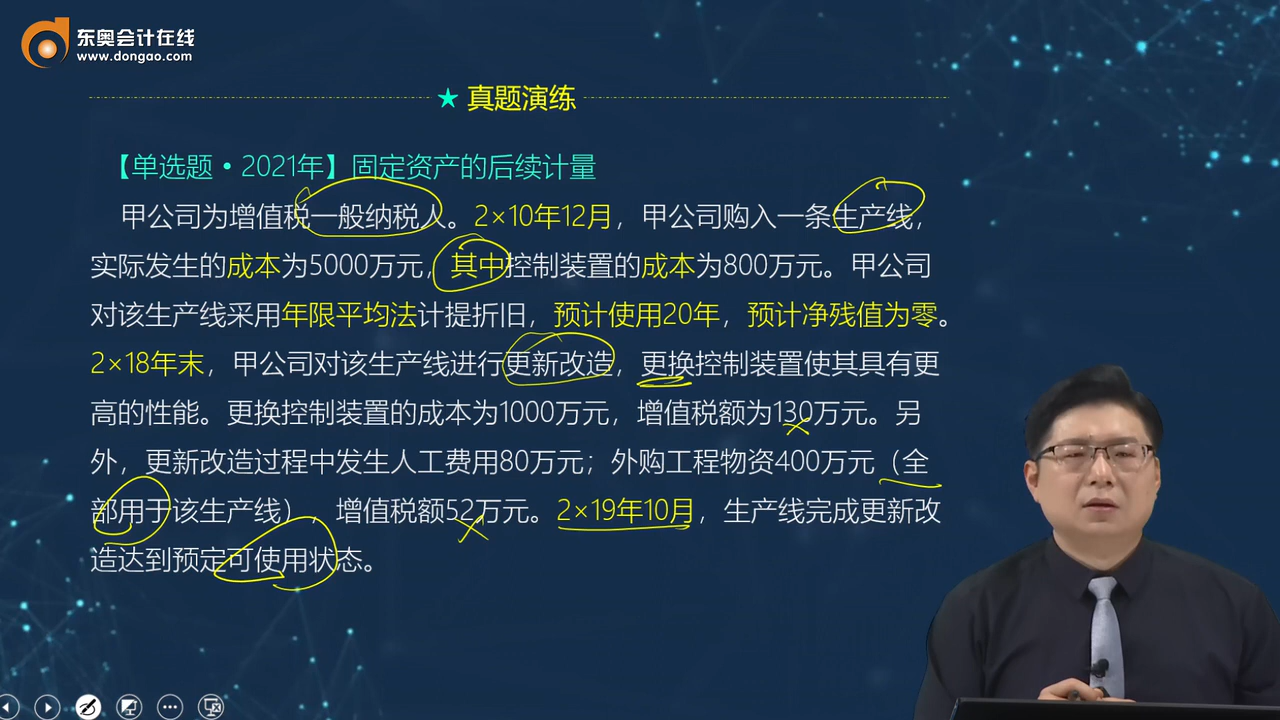 东奥会计在线
www.dongao.com
★ 真题演练
【单选题·2021年】固定资产的后续计量
甲公司为增值税一般纳税人。2×10年12月，甲公司购入一条生产线，
实际发生的成本为5000万元，其中控制装置的成本为800万元。甲公司
对该生产线采用年限平均法计提折旧，预计使用20年，预计净残值为零。
2×18年末，甲公司对该生产线进行更新改造，更换控制装置使其具有更
高的性能。更换控制装置的成本为1000万元，增值税额为130万元。另
外，更新改造过程中发生人工费用80万元；外购工程物资400万元（全
部用于该生产线），增值税额52万元。2×19年10月，生产线完成更新改
造达到预定可使用状态。